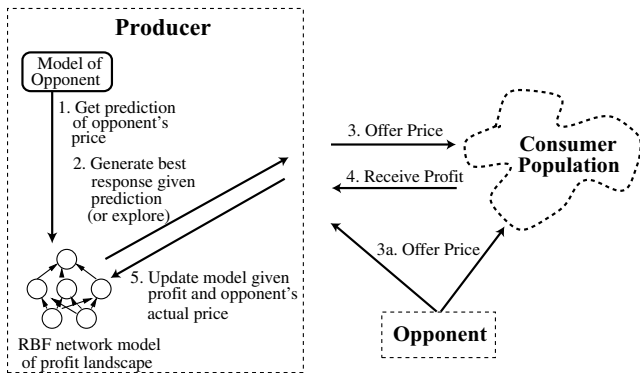 Producer
Model of
Opponent
1. Get prediction
of opponent's
price
2. Generate best
response given
prediction
(or explore)
3. Offer Price
Consumer
Population
4. Receive Profit
3a. Offer Price
5. Update model given
profit and opponent's
actual price
Opponent
RBF network model
of profit landscape